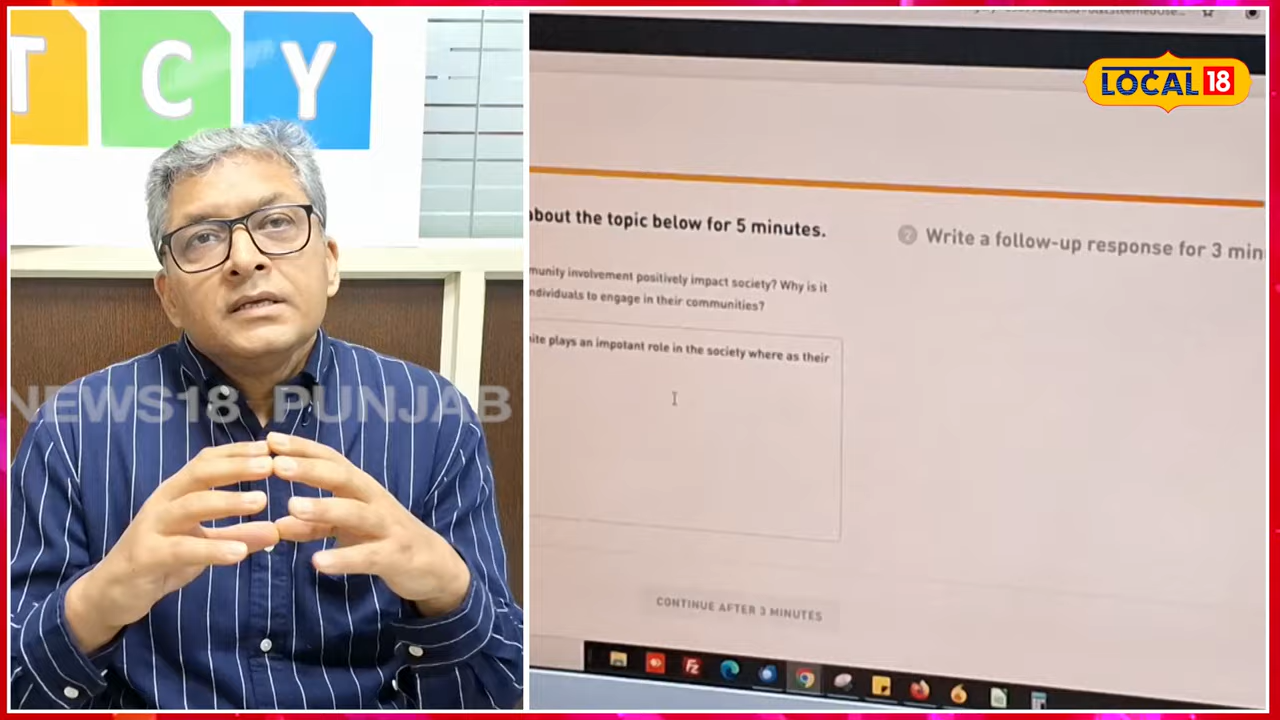 T C Y
LOCAL 18
about the topic below for 5 minutes.
Write a follow-up response for 3 min
munity involvement positively impact society? Why is it
ndividuals to engage in their communities?
ite plays an impotant role in the society where as their
NEWS18 PUNJAB
CONTINUE AFTER 3 MINUTES
FZ